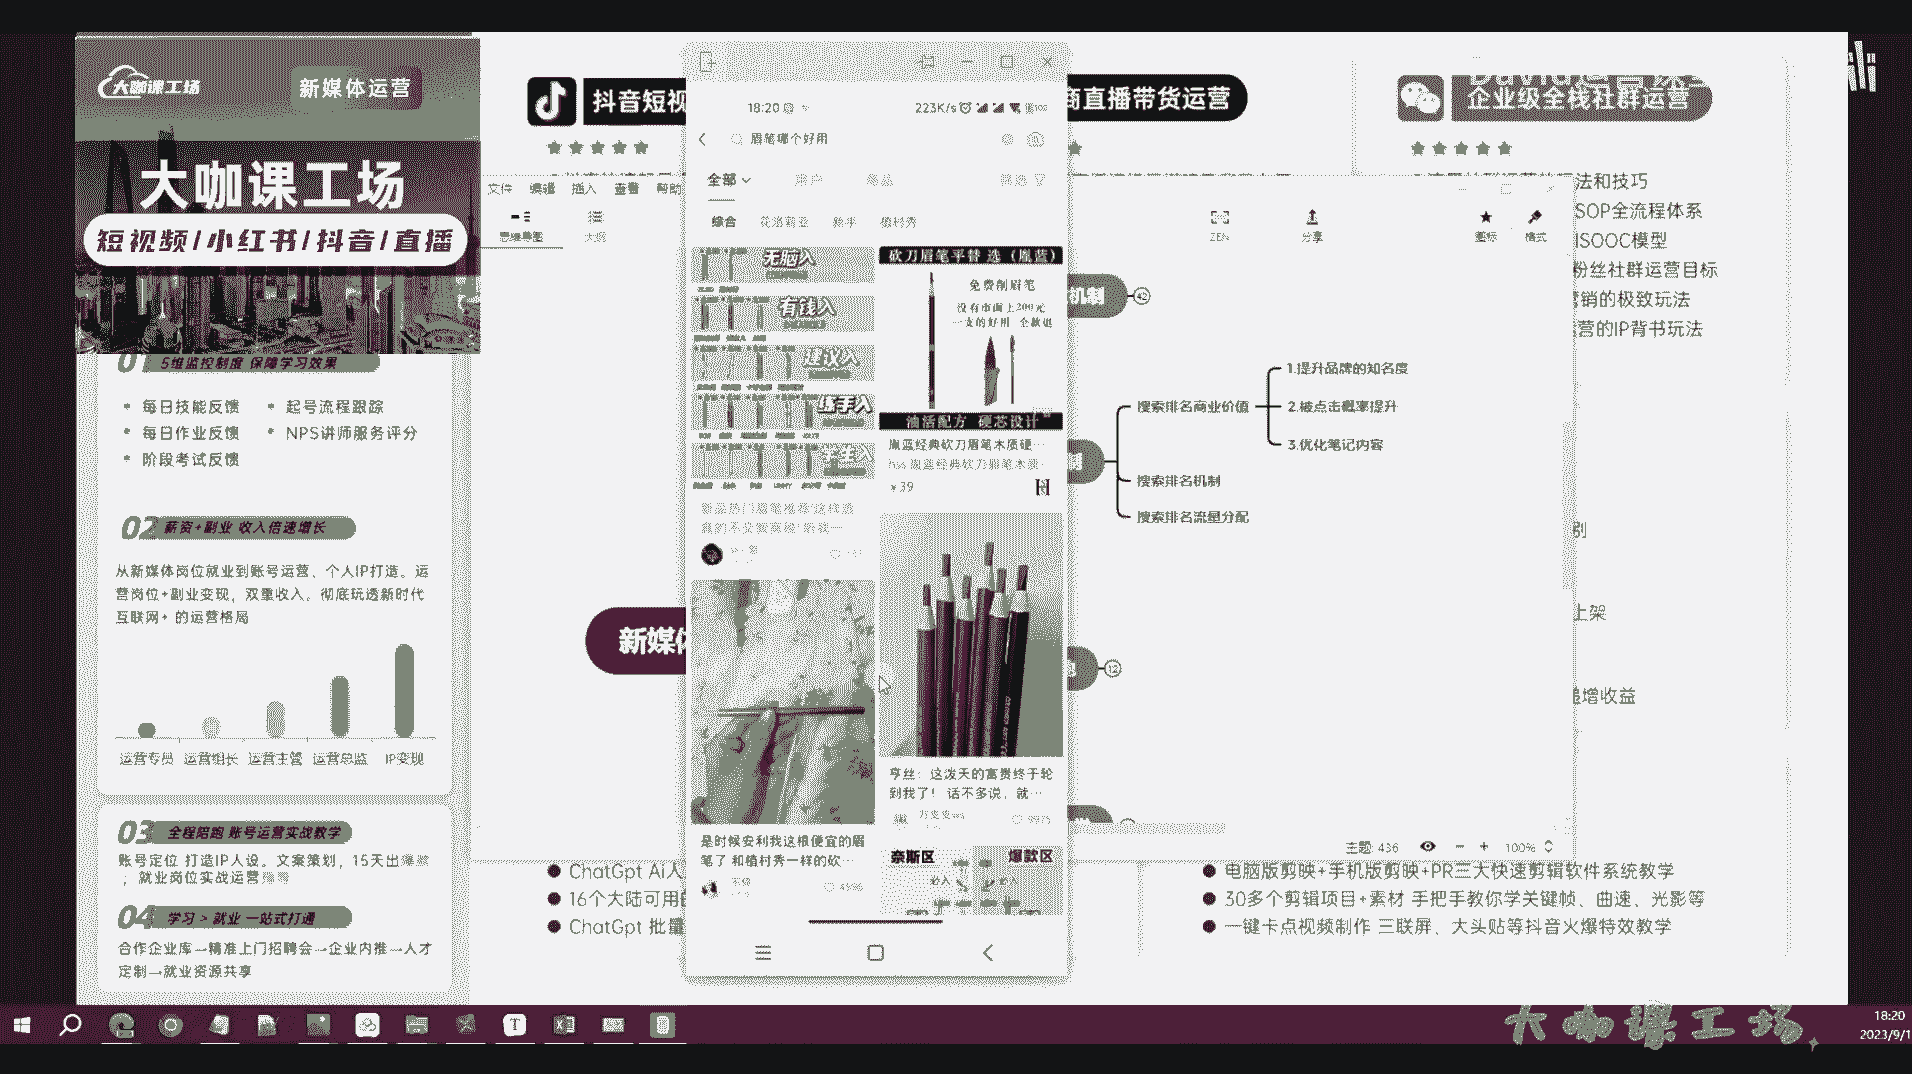 大咖课工场
新媒体运营
大咖课工场
短视频/小红书/抖音/直播
5维监控制度 保障学习效果
每日技能反馈
起号流程跟踪
每日作业反馈
NPS讲师服务评分
阶段考试反馈
02 薪资+副业 收入倍速增长
从新媒体岗位就业到账号运营、个人IP打造。运
营岗位+副业变现，双重收入。彻底玩透新时代
互联网+ 的运营格局
运营专员 运营组长 运营主管 运营总监 IP变现
03 全程陪跑 账号运营实战教学
账号定位 打造IP人设。文案策划，15天出
；就业岗位实战运营
04 学习 > 就业 一站式打通
合作企业库→精准上门招聘会→企业内推→人才
定制→就业资源共享
抖音短视
商直播带货运营
企业级全栈社群运营
法和技巧
SOP全流程体系
ISOOC模型
粉丝社群运营目标
营销的极致玩法
运营的IP背书玩法
文件 编辑 插入 查看 帮助
思维导图 大纲
ZEN 分享 图标 格式
18:20
223K/s
眉笔哪个好用
全部 用户 商品 筛选
综合 花洛莉亚 新手 植村秀
无脑入
有钱入
建议入
练手入
学生入
砍刀眉笔平替 选（胤蓝）
免费削眉笔
没有市面上200元
一支的好用 全款退
油活配方 硬芯设计
胤蓝经典砍刀眉笔木质硬…
¥39
亨丝：这泼天的富贵终于轮
到我了！ 话不多说，就…
是时候安利我这根便宜的眉
笔了 和植村秀一样的砍…
奈斯区
爆款区
机制
42
制
搜索排名商业价值
1.提升品牌的知名度
2.被点击概率提升
3.优化笔记内容
搜索排名机制
搜索排名流量分配
新媒体
12
上架
递增收益
主题: 436
100%
ChatGpt Ai人
16个大陆可用的
ChatGpt 批量
电脑版剪映+手机版剪映+PR三大快速剪辑软件系统教学
30多个剪辑项目+素材 手把手教你学关键帧、曲速、光影等
一键卡点视频制作 三联屏、大头贴等抖音火爆特效教学
大咖课工场
18:20
2023/9/1